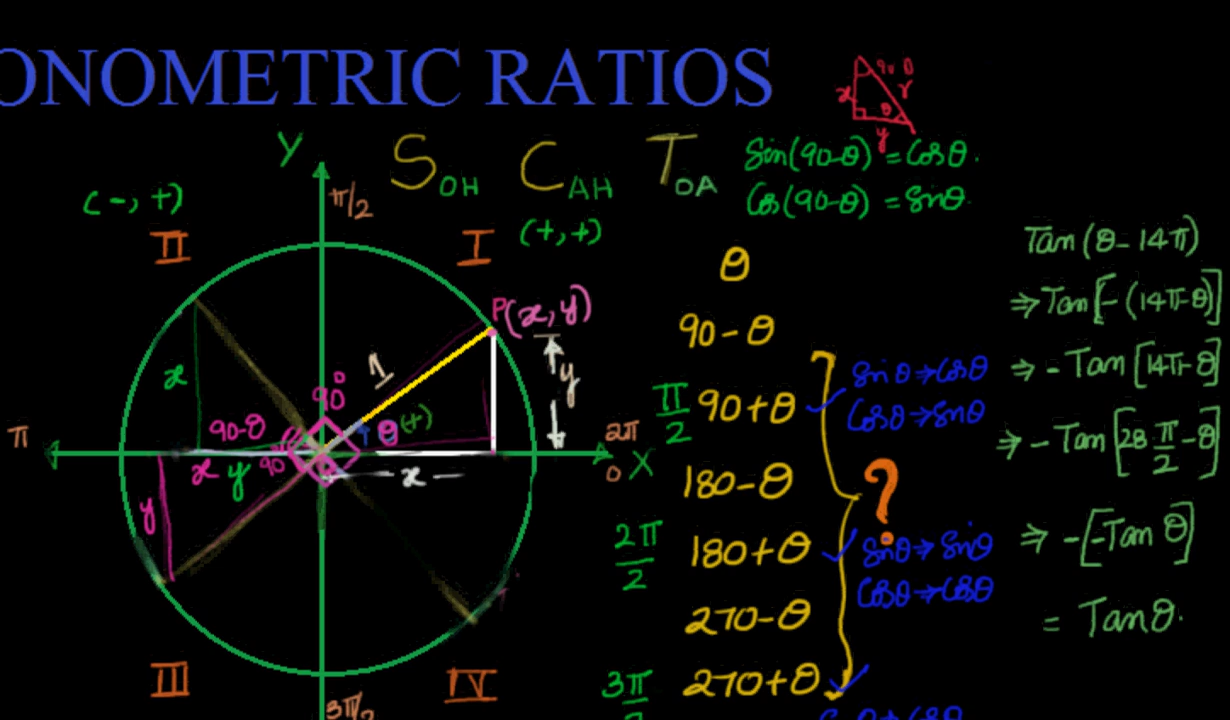 ONOMETRIC RATIOS
90 θ
r
x
θ
y
Y
SOH CAH TOA
Sin(90-θ) = Cosθ.
Cos(90-θ) = Sinθ.
(-,+)
π/2
II
I
(+,+)
θ
Tan(θ-14π)
P(x,y)
⇒ Tan[-(14π-θ)]
90-θ
1
y
x
90°
Sinθ→Cosθ
⇒ -Tan[14π-θ]
π/2 90+θ
Cosθ→Sinθ
90-θ
θ(+)
π
2π
0
X
⇒ -Tan[28 π/2-θ]
x
y
90°
x
180-θ
?
y
2π/2 180+θ
Sinθ→Sinθ
⇒ -[-Tanθ]
Cosθ→Cosθ
270-θ
= Tanθ.
III
IV
3π/2 270+θ
3π/2